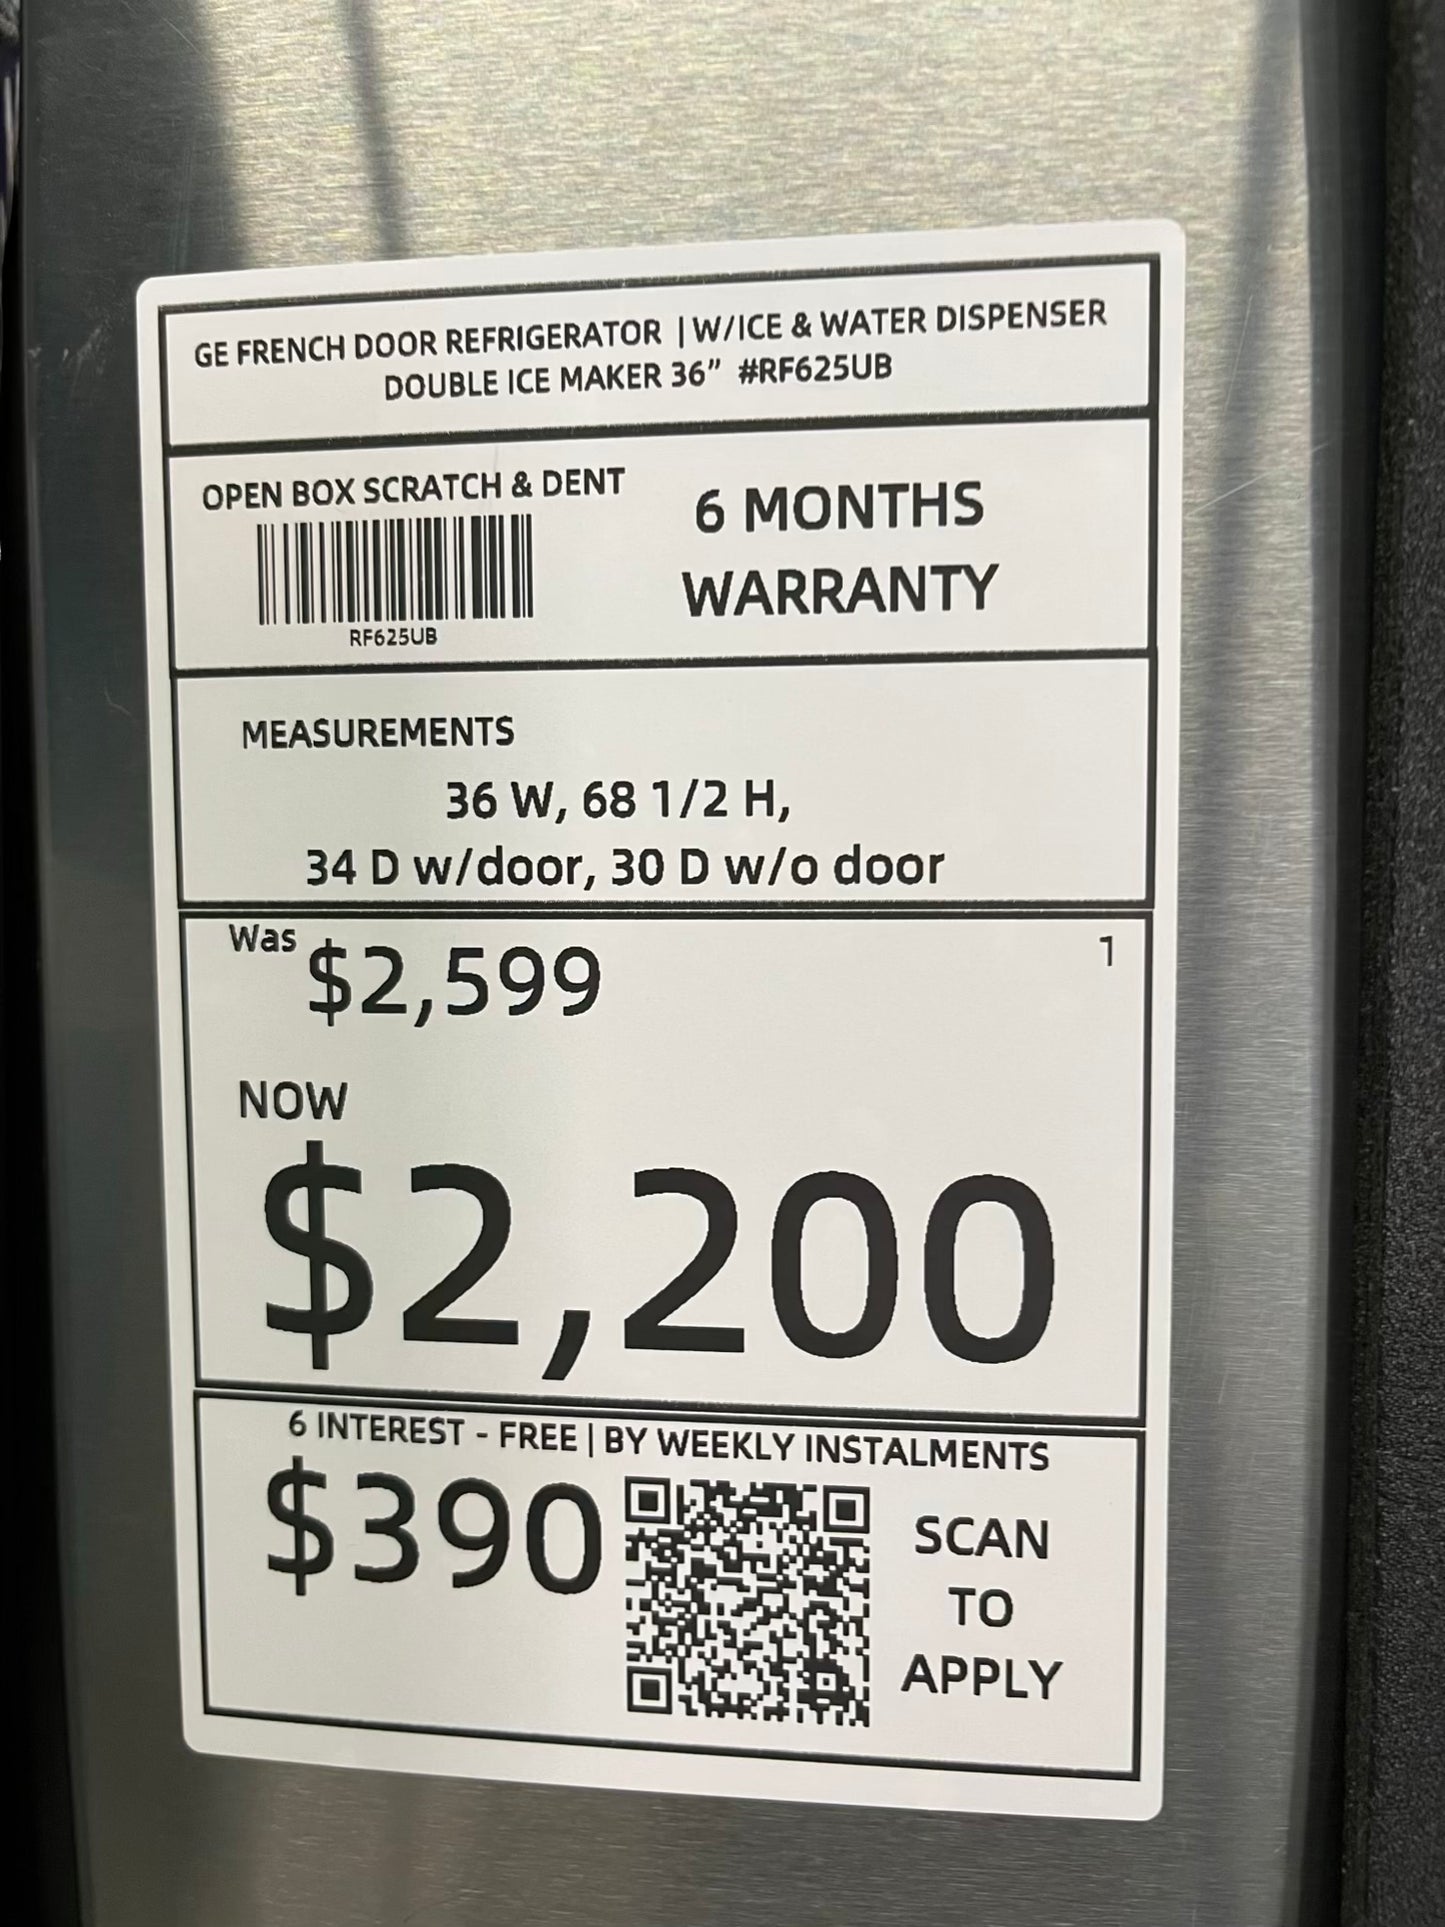 GE FRENCH DOOR REFRIGERATOR | W/ICE & WATER DISPENSER
DOUBLE ICE MAKER 36” #RF625UB
OPEN BOX SCRATCH & DENT
RF625UB
6 MONTHS
WARRANTY
MEASUREMENTS
36 W, 68 1/2 H,
34 D w/door, 30 D w/o door
Was $2,599
1
NOW
$2,200
6 INTEREST - FREE | BY WEEKLY INSTALMENTS
$390
SCAN
TO
APPLY